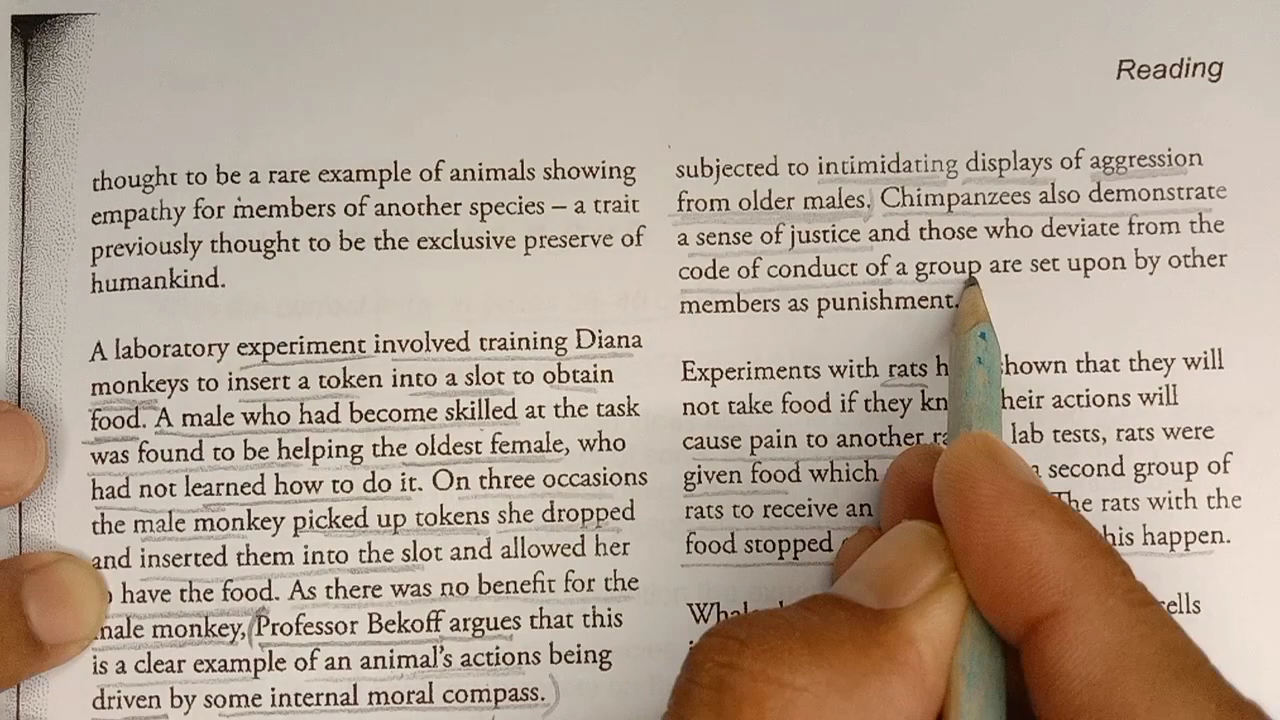 Reading
thought to be a rare example of animals showing
empathy for members of another species – a trait
previously thought to be the exclusive preserve of
humankind.
A laboratory experiment involved training Diana
monkeys to insert a token into a slot to obtain
food. A male who had become skilled at the task
was found to be helping the oldest female, who
had not learned how to do it. On three occasions
the male monkey picked up tokens she dropped
and inserted them into the slot and allowed her
have the food. As there was no benefit for the
male monkey, Professor Bekoff argues that this
is a clear example of an animal's actions being
driven by some internal moral compass.
subjected to intimidating displays of aggression
from older males. Chimpanzees also demonstrate
a sense of justice and those who deviate from the
code of conduct of a group are set upon by other
members as punishment.
Experiments with rats shown that they will
not take food if they their actions will
cause pain to another lab tests, rats were
given food which second group of
rats to receive an The rats with the
food stopped this happen.